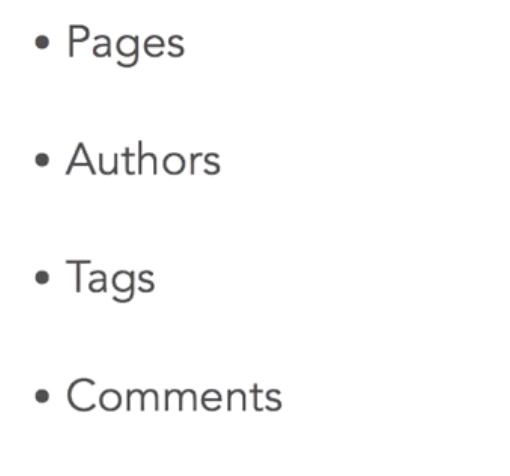 • Pages
• Authors
• Tags
• Comments